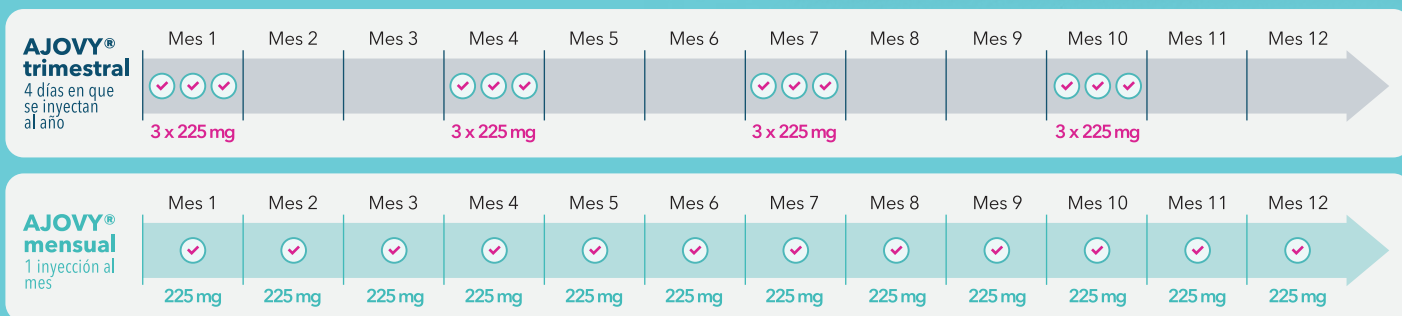 AJOVY®
trimestral
4 días en que
se inyectan
al año
Mes 1 Mes 2 Mes 3 Mes 4 Mes 5 Mes 6 Mes 7 Mes 8 Mes 9 Mes 10 Mes 11 Mes 12
3 x 225 mg 3 x 225 mg 3 x 225 mg 3 x 225 mg
AJOVY®
mensual
1 inyección al
mes
Mes 1 Mes 2 Mes 3 Mes 4 Mes 5 Mes 6 Mes 7 Mes 8 Mes 9 Mes 10 Mes 11 Mes 12
225 mg 225 mg 225 mg 225 mg 225 mg 225 mg 225 mg 225 mg 225 mg 225 mg 225 mg 225 mg